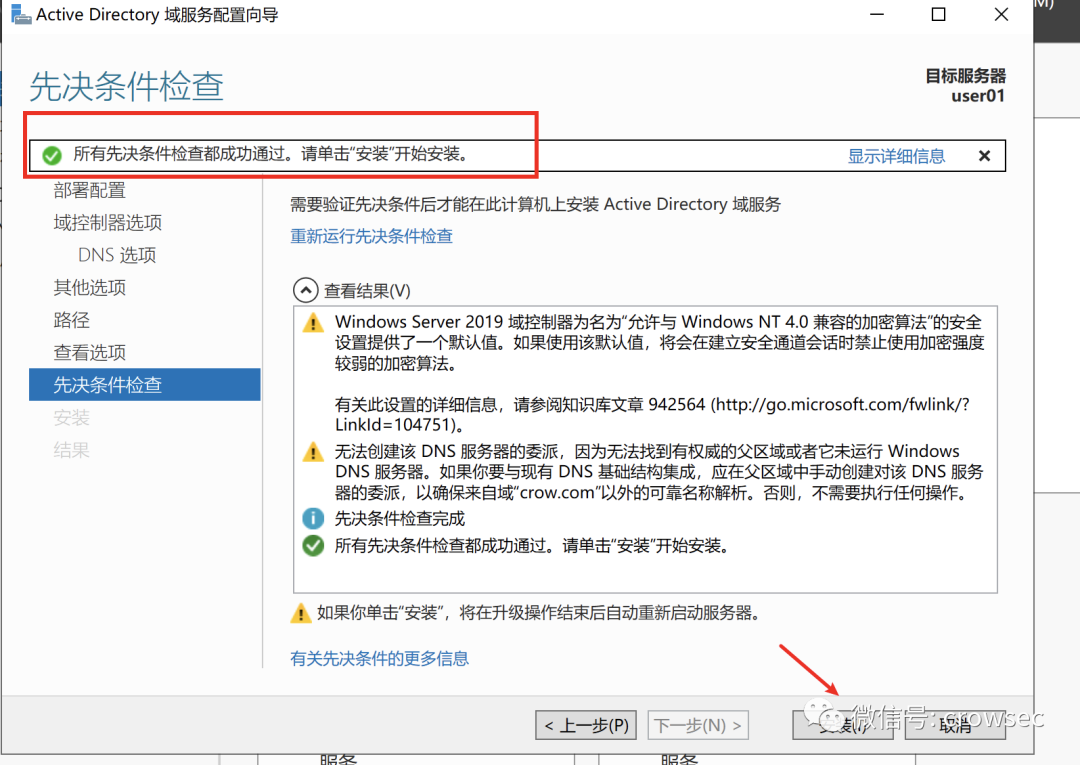 M)
Active Directory 域服务配置向导
先决条件检查
目标服务器
user01
所有先决条件检查都成功通过。请单击"安装"开始安装。
显示详细信息
部署配置
域控制器选项
DNS 选项
其他选项
路径
查看选项
先决条件检查
安装
结果
需要验证先决条件后才能在此计算机上安装 Active Directory 域服务
重新运行先决条件检查
查看结果(V)
Windows Server 2019 域控制器为名为"允许与 Windows NT 4.0 兼容的加密算法"的安全
设置提供了一个默认值。如果使用该默认值，将会在建立安全通道会话时禁止使用加密强度
较弱的加密算法。
有关此设置的详细信息，请参阅知识库文章 942564 (http://go.microsoft.com/fwlink/?
LinkId=104751)。
无法创建该 DNS 服务器的委派，因为无法找到有权威的父区域或者它未运行 Windows
DNS 服务器。如果你要与现有 DNS 基础结构集成，应在父区域中手动创建对该 DNS 服务
器的委派，以确保来自域"crow.com"以外的可靠名称解析。否则，不需要执行任何操作。
先决条件检查完成
所有先决条件检查都成功通过。请单击"安装"开始安装。
如果你单击"安装"，将在升级操作结束后自动重新启动服务器。
有关先决条件的更多信息
< 上一步(P)
下一步(N) >
安装(I)
取消
微信号: crowsec
服务
服务